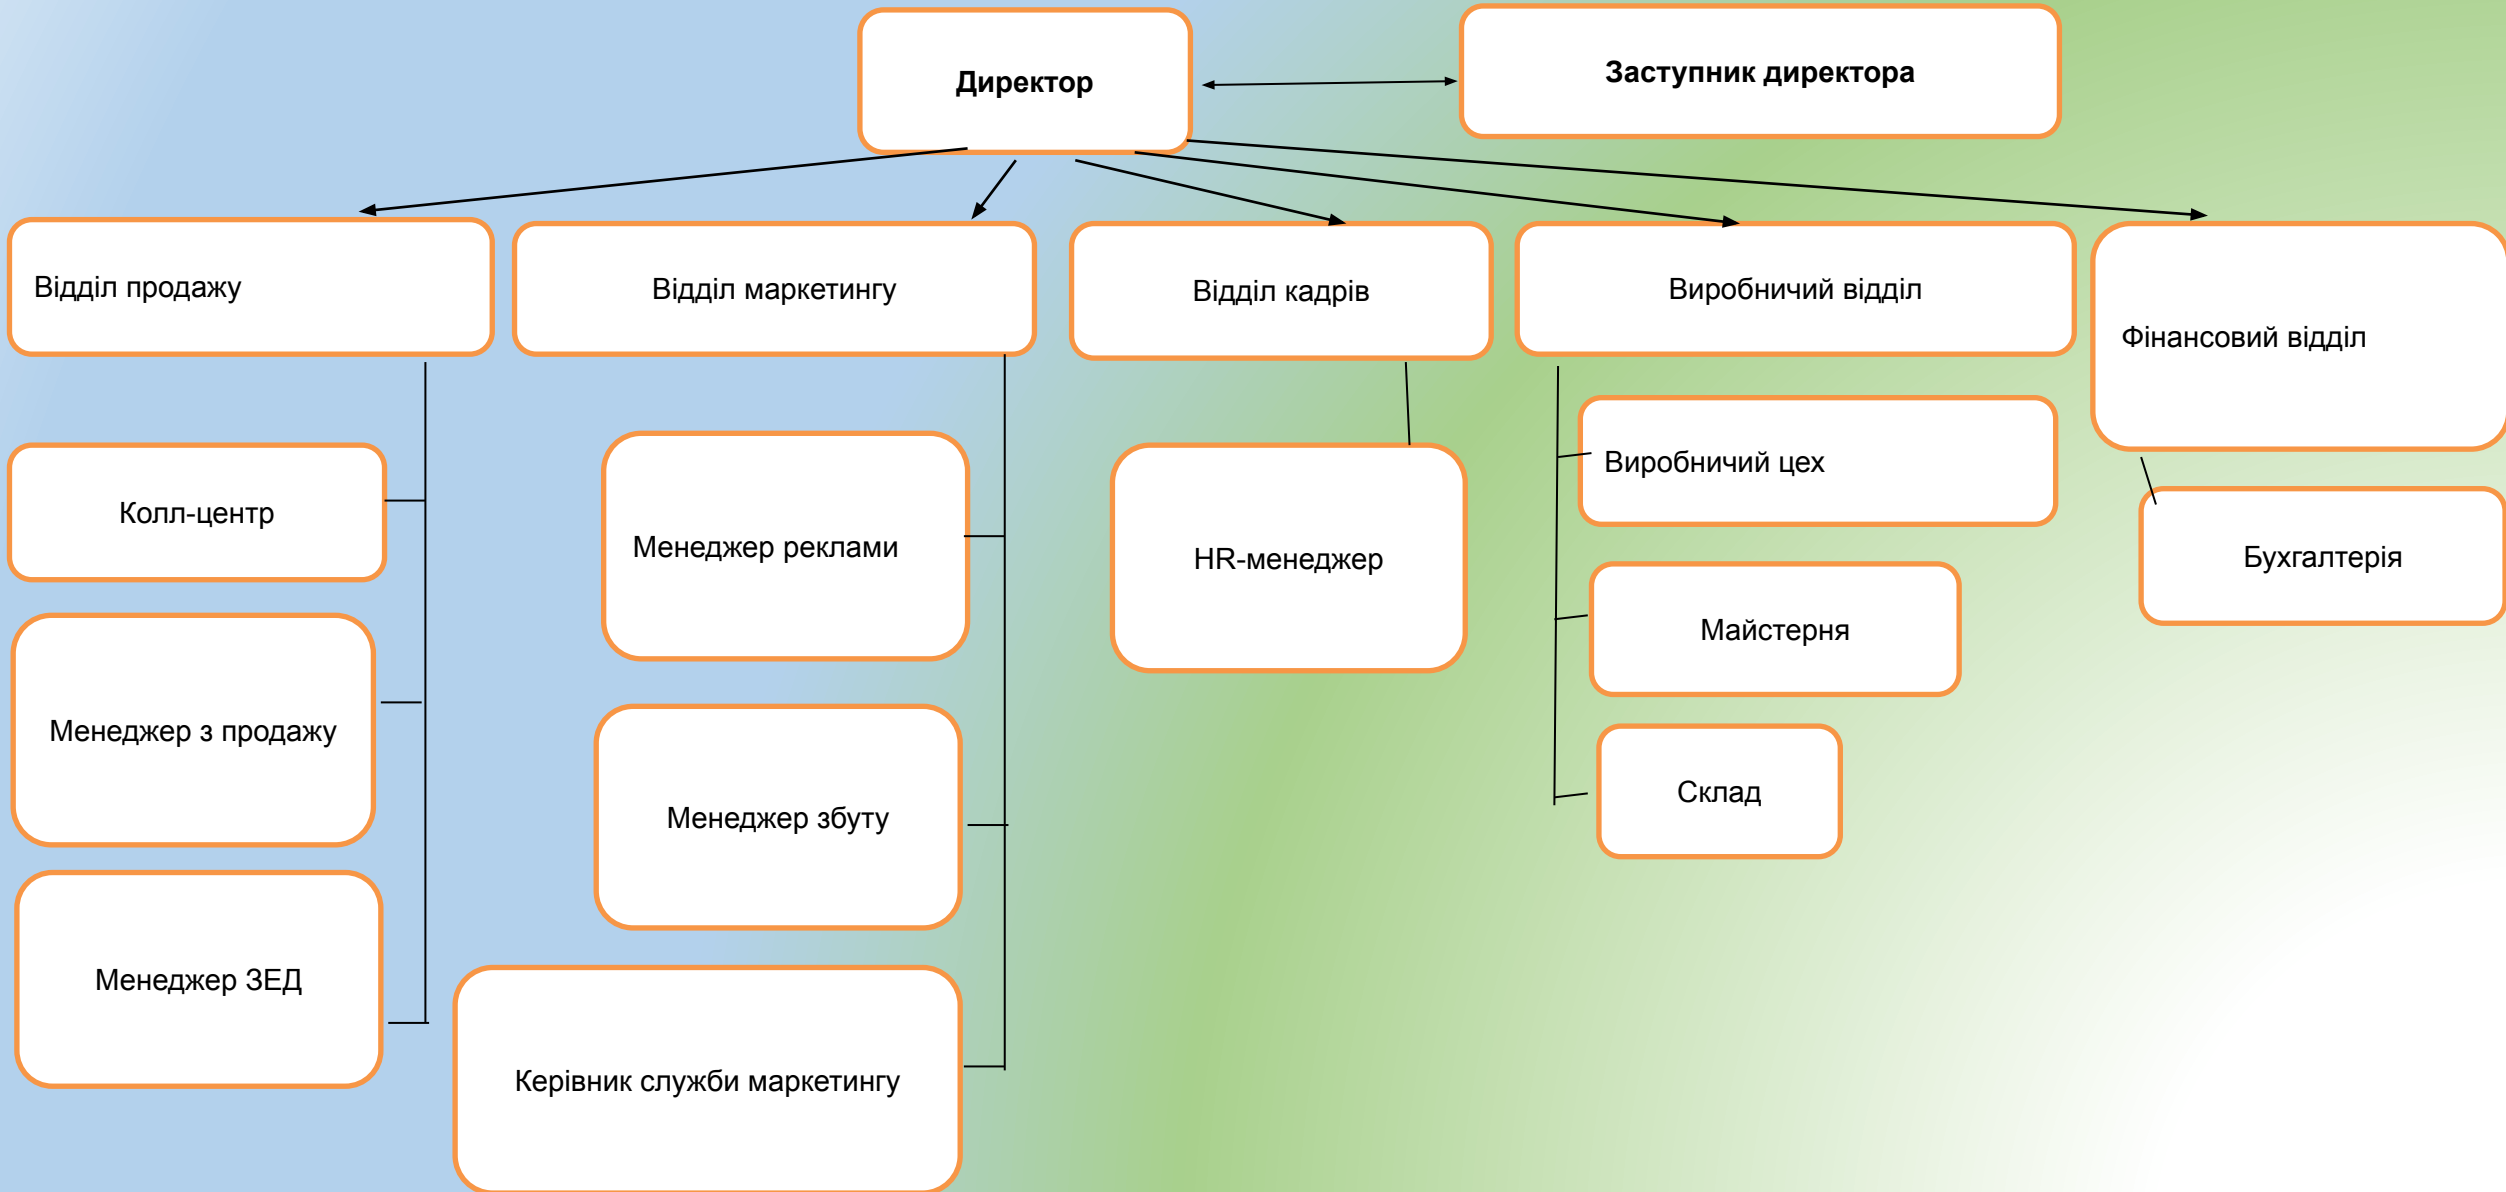 Директор
Заступник директора
Відділ продажу
Відділ маркетингу
Відділ кадрів
Виробничий відділ
Фінансовий відділ
Колл-центр
Менеджер з продажу
Менеджер ЗЕД
Менеджер реклами
Менеджер збуту
Керівник служби маркетингу
HR-менеджер
Виробничий цех
Майстерня
Склад
Бухгалтерія